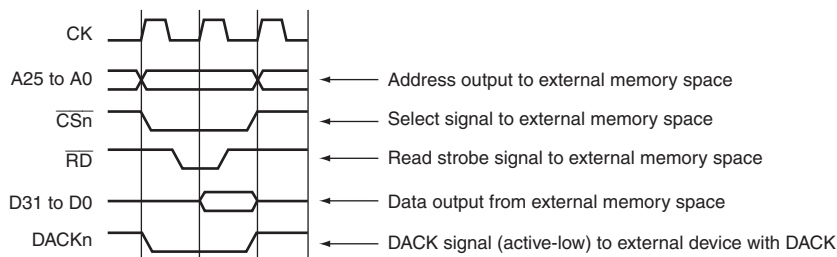 CK
A25 to A0 Address output to external memory space
CSn Select signal to external memory space
RD Read strobe signal to external memory space
D31 to D0 Data output from external memory space
DACKn DACK signal (active-low) to external device with DACK